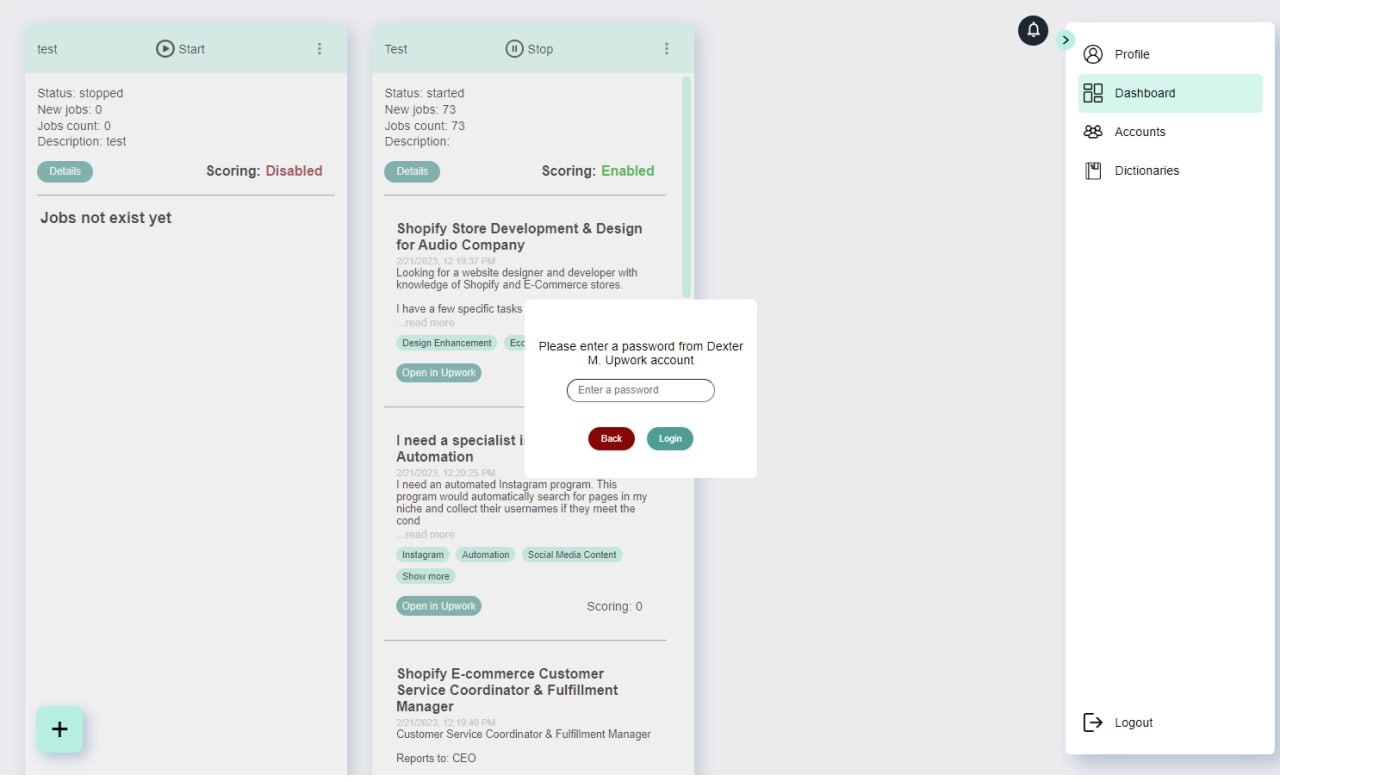 test
Start
Status: stopped
New jobs: 0
Jobs count: 0
Description: test
Details
Scoring: Disabled
Jobs not exist yet
Test
Stop
Status: started
New jobs: 73
Jobs count: 73
Description:
Details
Scoring: Enabled
Shopify Store Development & Design
for Audio Company
2/21/2023, 12:19:37 PM
Looking for a website designer and developer with
knowledge of Shopify and E-Commerce stores.
I have a few specific tasks
...read more
Design Enhancement
Open in Upwork
I need a specialist
Automation
2/21/2023, 12:20:25 PM
I need an automated Instagram program. This
program would automatically search for pages in my
niche and collect their usernames if they meet the
cond
...read more
Instagram Automation Social Media Content
Show more
Open in Upwork
Scoring: 0
Shopify E-commerce Customer
Service Coordinator & Fulfillment
Manager
2/21/2023, 12:19:40 PM
Customer Service Coordinator & Fulfillment Manager
Reports to: CEO
Please enter a password from Dexter
M. Upwork account
Enter a password
Back Login
Profile
Dashboard
Accounts
Dictionaries
Logout